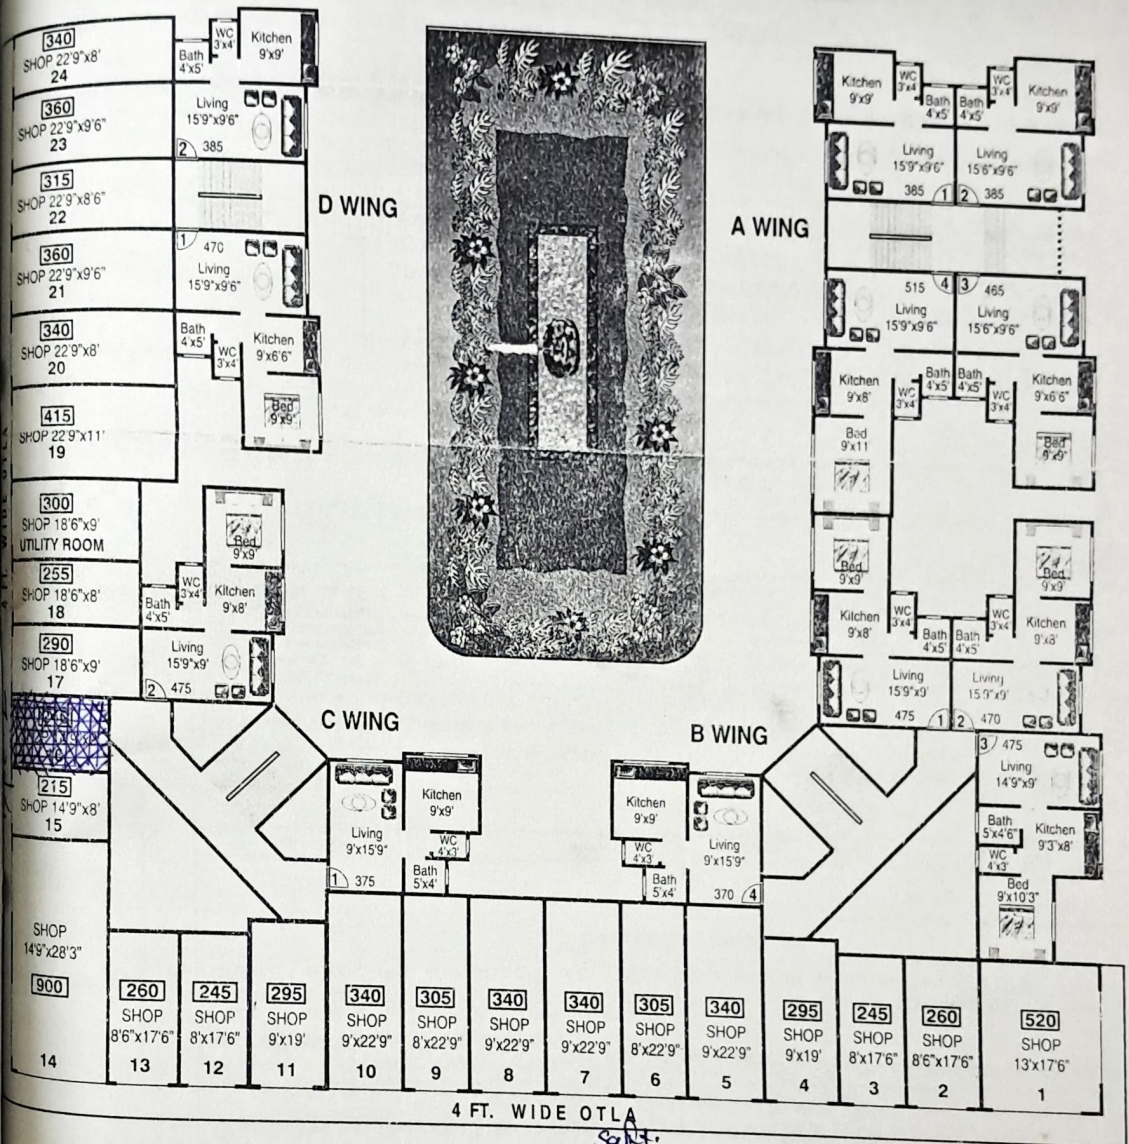 340
SHOP 22'9"x8'
24
360
SHOP 22'9"x9'6"
23
315
SHOP 22'9"x8'6"
22
360
SHOP 22'9"x9'6"
21
340
SHOP 22'9"x8'
20
415
SHOP 22'9"x11'
19
300
SHOP 18'6"x9'
UTILITY ROOM
255
SHOP 18'6"x8'
18
290
SHOP 18'6"x9'
17
215
SHOP 14'9"x8'
15
SHOP
14'9"x28'3"
900
14
Bath
4'x5'
WC
3'x4'
Kitchen
9'x9'
Living
15'9"x9'6"
2 385
D WING
1 470
Living
15'9"x9'6"
Bath
4'x5'
WC
3'x4'
Kitchen
9'x6'6"
Bed
9'x9'
Bed
9'x9'
WC
3'x4'
Kitchen
9'x8'
Bath
4'x5'
Living
15'9"x9'
2 475
C WING
Living
9'x15'9"
1 375
Kitchen
9'x9'
WC
4'x3'
Bath
5'x4'
A WING
Kitchen
9'x9'
WC
3'x4'
Bath
4'x5'
Bath
4'x5'
WC
3'x4'
Kitchen
9'x9'
Living
15'9"x9'6"
385 1
Living
15'6"x9'6"
2 385
515 4
Living
15'9"x9'6"
3 465
Living
15'6"x9'6"
Kitchen
9'x8'
WC
3'x4'
Bath
4'x5'
Bath
4'x5'
WC
3'x4'
Kitchen
9'x6'6"
Bed
9'x11
Bed
9'x9'
Bed
9'x9'
Bed
9'x9'
Kitchen
9'x8'
WC
3'x4'
Bath
4'x5'
Bath
4'x5'
WC
3'x4'
Kitchen
9'x8'
Living
15'9"x9'
475 1
Living
15'9"x9'
2 470
B WING
3 475
Living
14'9"x9'
Bath
5'x4'6"
Kitchen
9'3"x8'
WC
4'x3'
Bed
9'x10'3"
Kitchen
9'x9'
WC
4'x3'
Bath
5'x4'
Living
9'x15'9"
370 4
260
SHOP
8'6"x17'6"
13
245
SHOP
8'x17'6"
12
295
SHOP
9'x19'
11
340
SHOP
9'x22'9"
10
305
SHOP
8'x22'9"
9
340
SHOP
9'x22'9"
8
340
SHOP
9'x22'9"
7
305
SHOP
8'x22'9"
6
340
SHOP
9'x22'9"
5
295
SHOP
9'x19'
4
245
SHOP
8'x17'6"
3
260
SHOP
8'6"x17'6"
2
520
SHOP
13'x17'6"
1
4 FT. WIDE OTLA